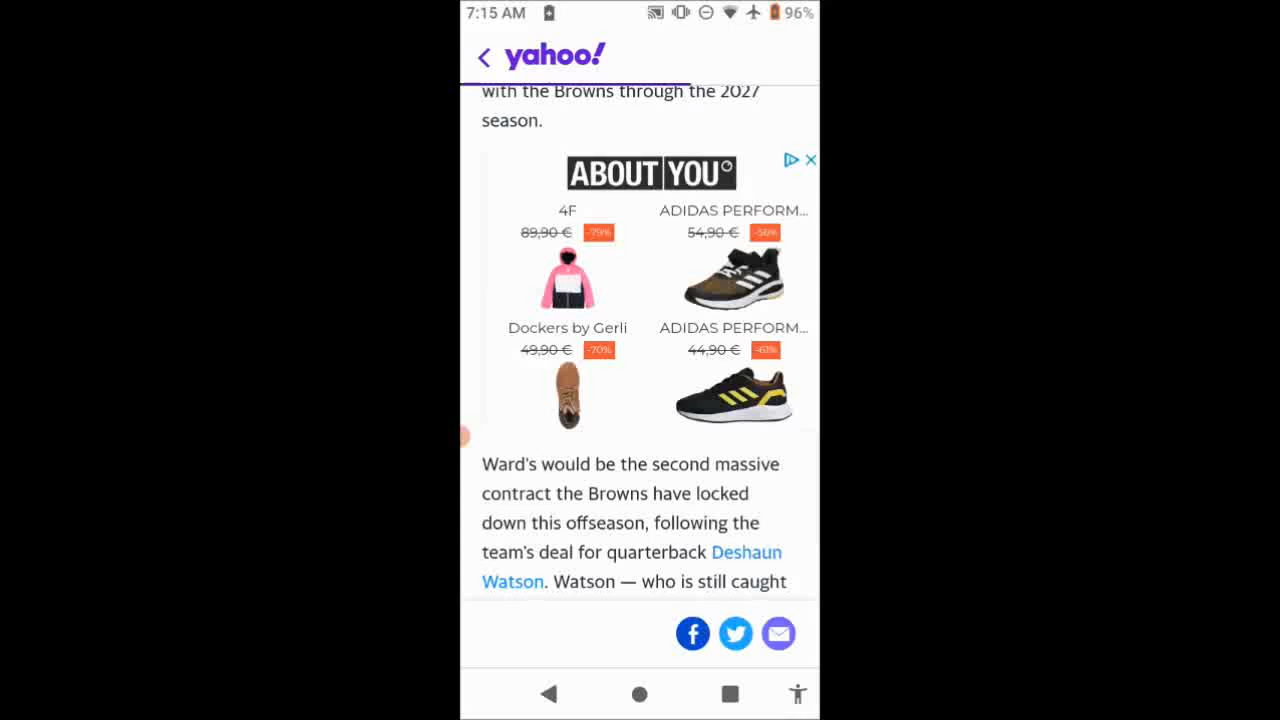 7:15 AM 96%
yahoo!
with the Browns through the 2027
season.
ABOUT YOU
4F ADIDAS PERFORM...
89,90 € -79% 54,90 € -56%
Dockers by Gerli ADIDAS PERFORM...
49,90 € -70% 44,90 € -61%
Ward's would be the second massive
contract the Browns have locked
down this offseason, following the
team's deal for quarterback Deshaun
Watson. Watson — who is still caught